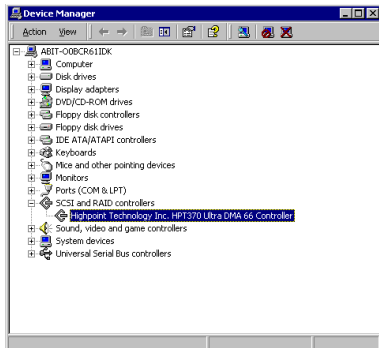 Device Manager
Action View
ABIT-O0BCR61IDK
Computer
Disk drives
Display adapters
DVD/CD-ROM drives
Floppy disk controllers
Floppy disk drives
IDE ATA/ATAPI controllers
Keyboards
Mice and other pointing devices
Monitors
Ports (COM & LPT)
SCSI and RAID controllers
Highpoint Technology Inc. HPT370 Ultra DMA 66 Controller
Sound, video and game controllers
System devices
Universal Serial Bus controllers